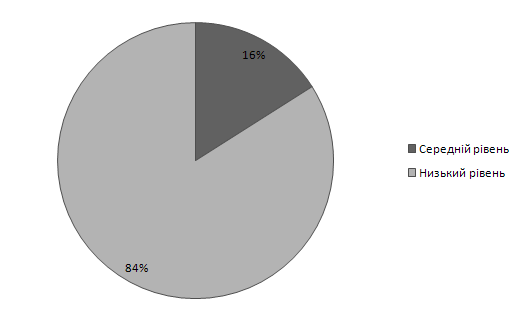 16%
Середній рівень
Низький рівень
84%